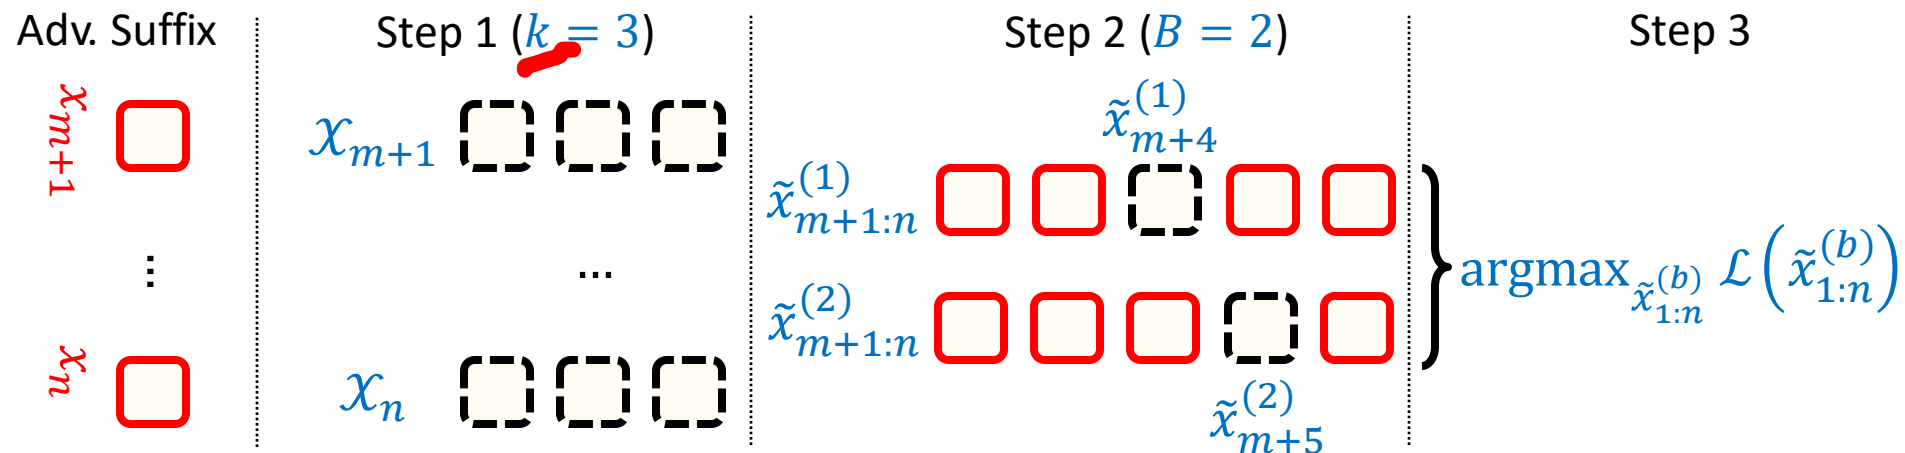 Adv. Suffix
x_{m+1}
⋮
x_n
Step 1 (k = 3)
𝒳_{m+1}
...
𝒳_n
Step 2 (B = 2)
x̃_{m+4}^{(1)}
x̃_{m+1:n}^{(1)}
x̃_{m+1:n}^{(2)}
x̃_{m+5}^{(2)}
Step 3
argmax_{x̃_{1:n}^{(b)}} ℒ(x̃_{1:n}^{(b)})